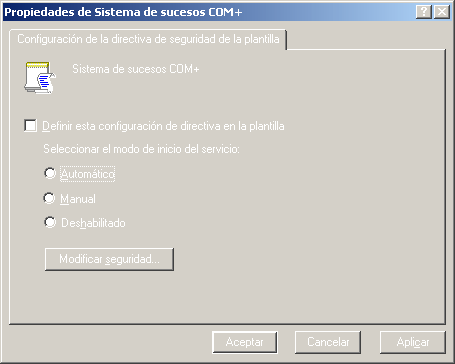 Propiedades de Sistema de sucesos COM+
Configuración de la directiva de seguridad de la plantilla
Sistema de sucesos COM+
Definir esta configuración de directiva en la plantilla
Seleccionar el modo de inicio del servicio:
Automático
Manual
Deshabilitado
Modificar seguridad...
Aceptar Cancelar Aplicar